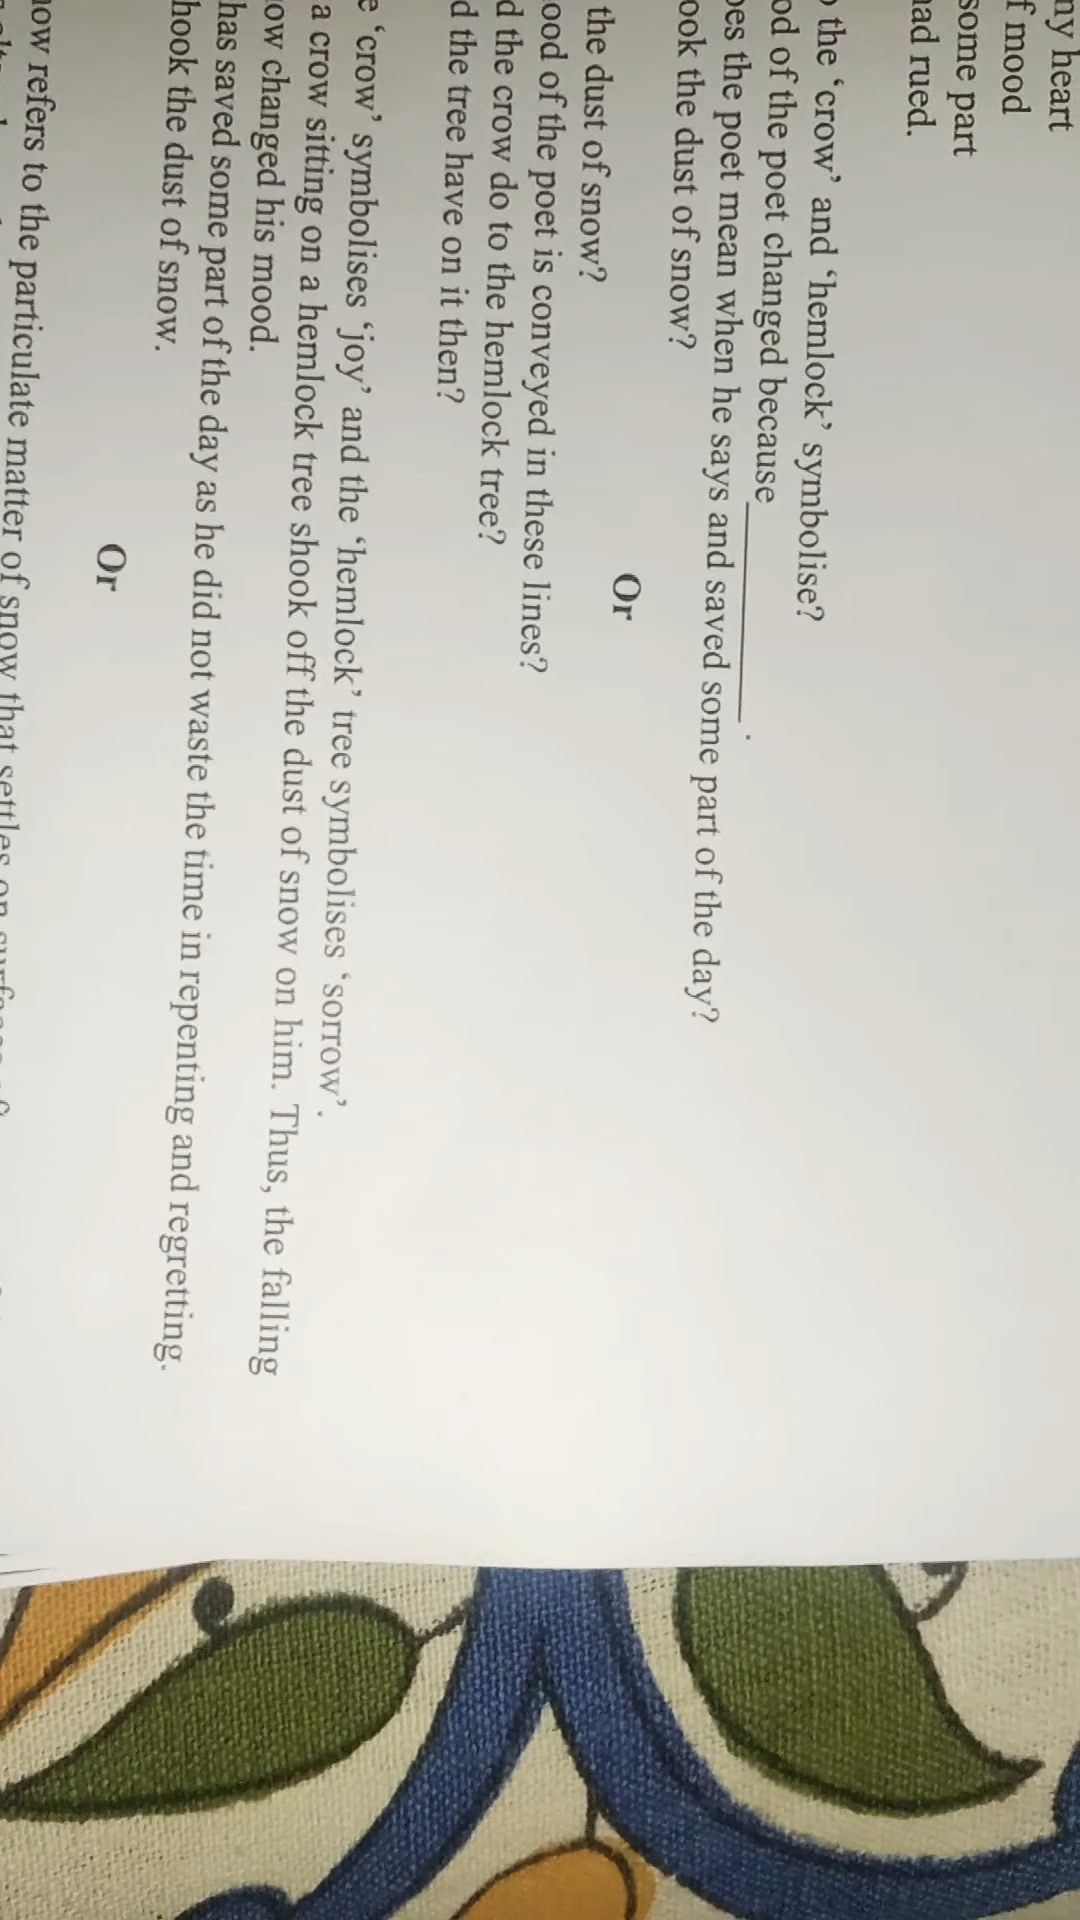 my heart
f mood
some part
had rued.
the 'crow' and 'hemlock' symbolise?
od of the poet changed because ________.
oes the poet mean when he says and saved some part of the day?
ook the dust of snow?
Or
the dust of snow?
ood of the poet is conveyed in these lines?
d the crow do to the hemlock tree?
d the tree have on it then?
e 'crow' symbolises 'joy' and the 'hemlock' tree symbolises 'sorrow'.
a crow sitting on a hemlock tree shook off the dust of snow on him. Thus, the falling
ow changed his mood.
has saved some part of the day as he did not waste the time in repenting and regretting.
hook the dust of snow.
Or
now refers to the particulate matter of snow that settles on